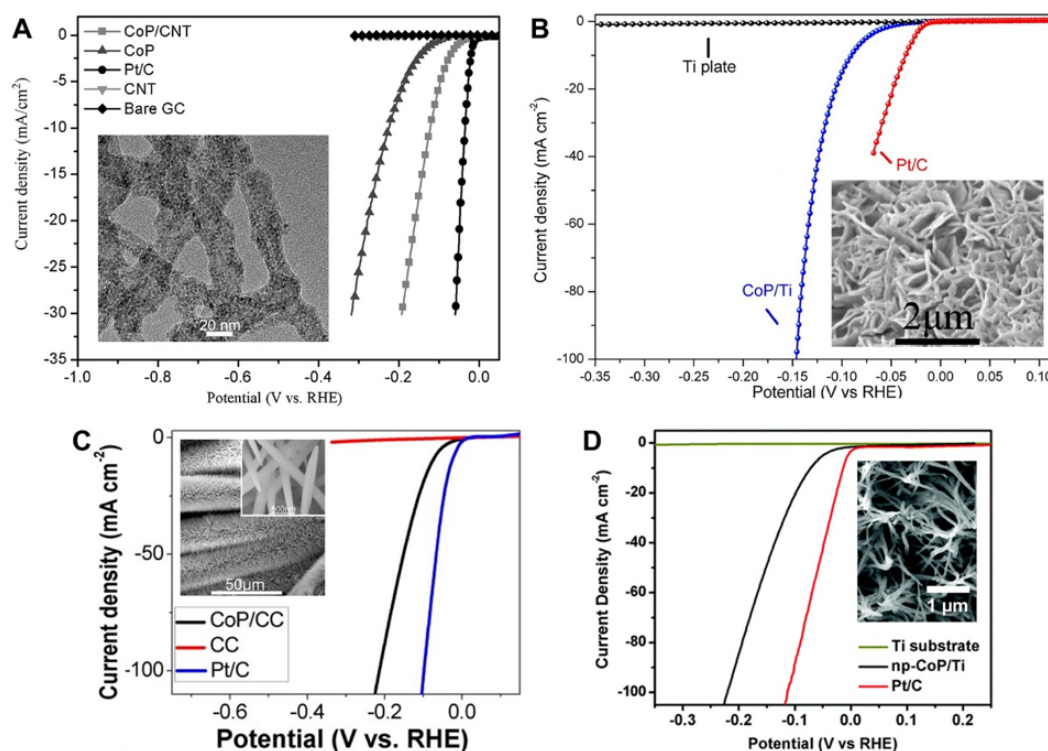 A
CoP/CNT
CoP
Pt/C
CNT
Bare GC
Current density (mA/cm²)
0
-5
-10
-15
-20
-25
-30
-35
20 nm
-1.0 -0.8 -0.6 -0.4 -0.2 0.0
Potential (V vs. RHE)
B
Current density (mA cm⁻²)
0
-20
-40
-60
-80
-100
Ti plate
Pt/C
CoP/Ti
2μm
-0.35 -0.30 -0.25 -0.20 -0.15 -0.10 -0.05 0.00 0.05 0.10
Potential (V vs RHE)
C
Current density (mA cm⁻²)
0
-50
-100
50μm
CoP/CC
CC
Pt/C
-0.6 -0.4 -0.2 0.0
Potential (V vs. RHE)
D
Current Density (mA cm⁻²)
0
-20
-40
-60
-80
-100
1 μm
Ti substrate
np-CoP/Ti
Pt/C
-0.3 -0.2 -0.1 0.0 0.1 0.2
Potential (V vs RHE)